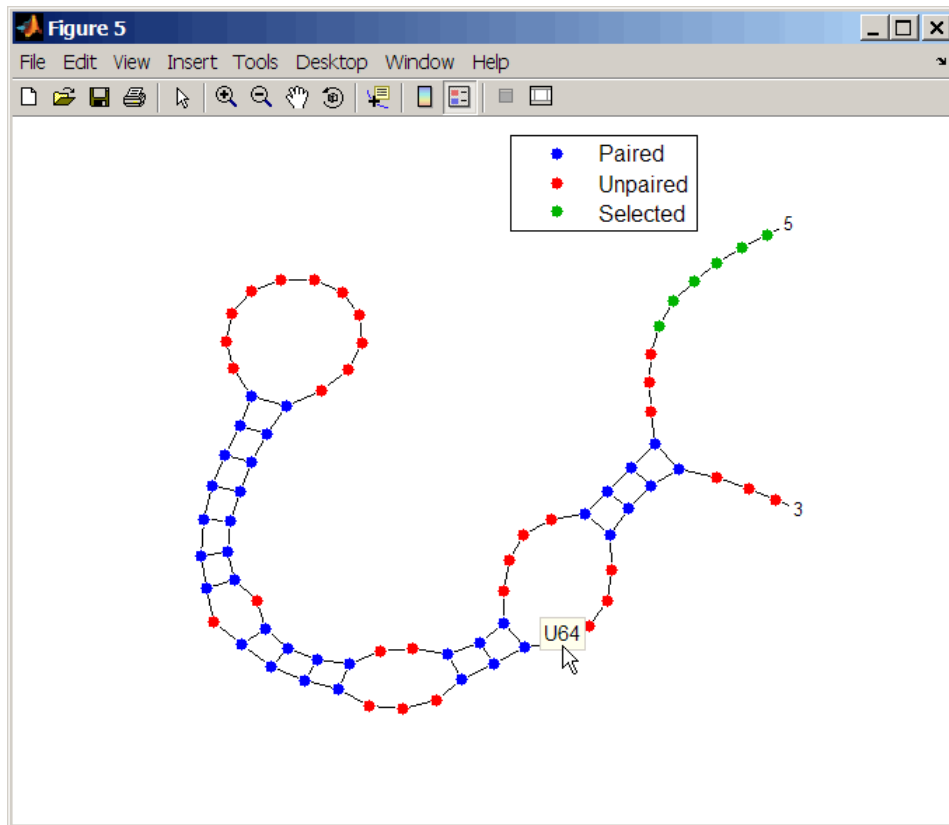 Figure 5
File Edit View Insert Tools Desktop Window Help
Paired
Unpaired
Selected
5
3
U64